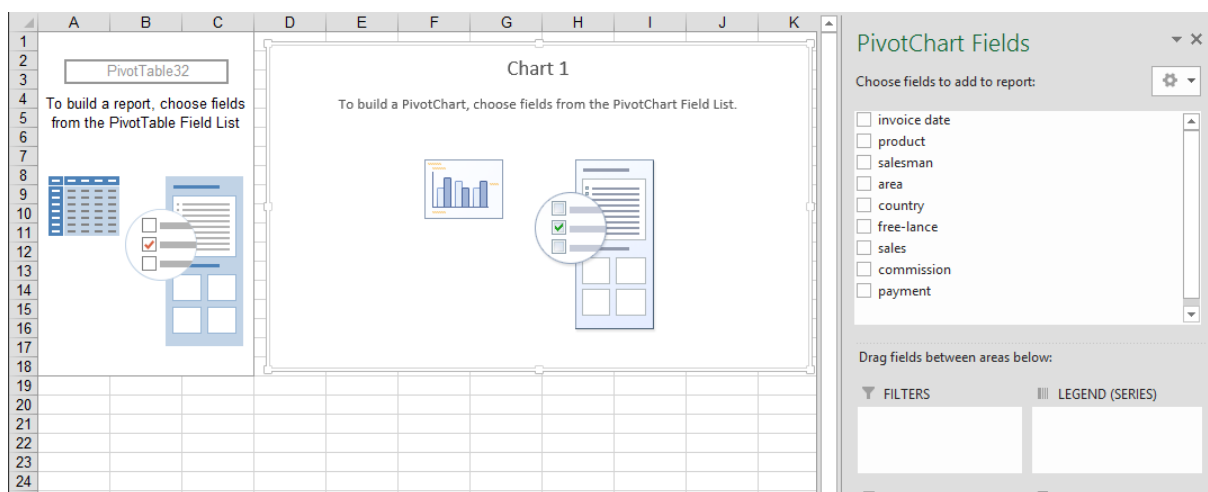 A B C D E F G H I J K
1
2
3
4
5
6
7
8
9
10
11
12
13
14
15
16
17
18
19
20
21
22
23
24
PivotTable32
To build a report, choose fields
from the PivotTable Field List
Chart 1
To build a PivotChart, choose fields from the PivotChart Field List.
PivotChart Fields
Choose fields to add to report:
invoice date
product
salesman
area
country
free-lance
sales
commission
payment
Drag fields between areas below:
FILTERS
LEGEND (SERIES)